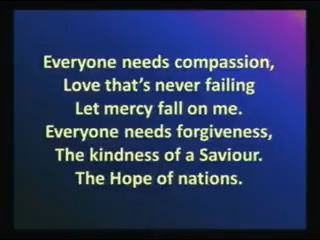 Everyone needs compassion,
Love that's never failing
Let mercy fall on me.
Everyone needs forgiveness,
The kindness of a Saviour.
The Hope of nations.